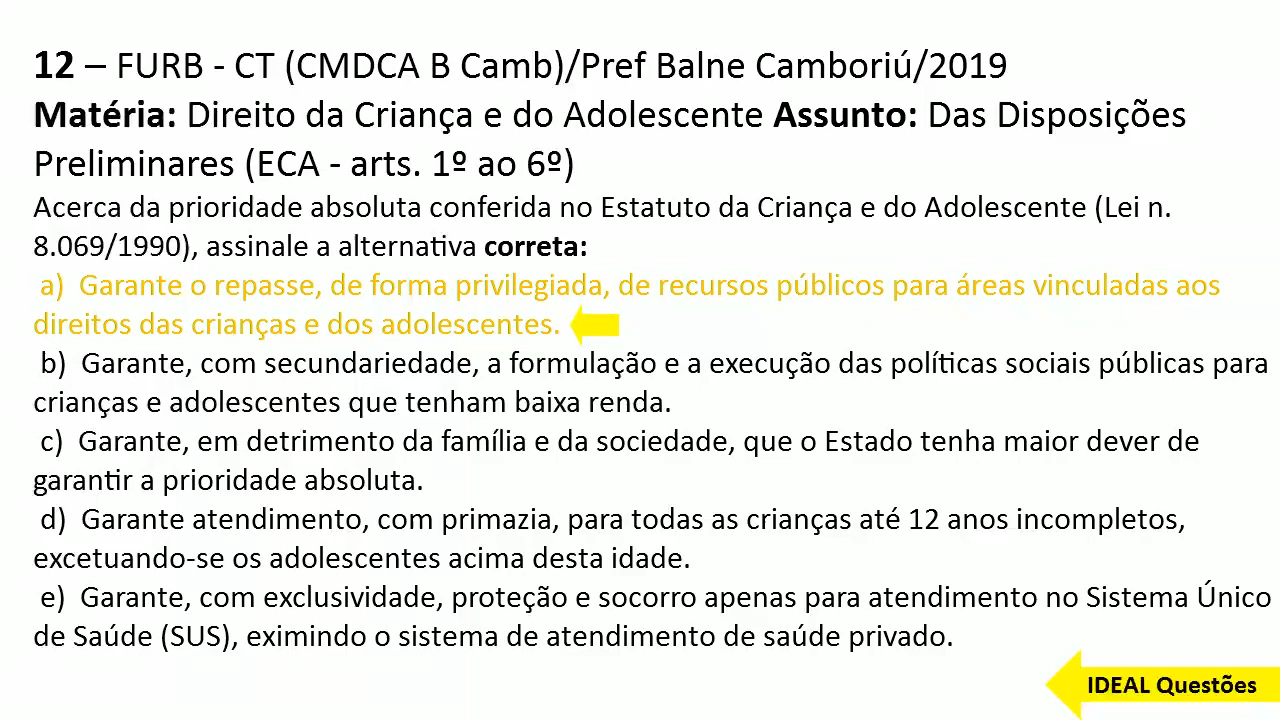 12 – FURB - CT (CMDCA B Camb)/Pref Balne Camboriú/2019
Matéria: Direito da Criança e do Adolescente Assunto: Das Disposições
Preliminares (ECA - arts. 1º ao 6º)
Acerca da prioridade absoluta conferida no Estatuto da Criança e do Adolescente (Lei n.
8.069/1990), assinale a alternativa correta:
a) Garante o repasse, de forma privilegiada, de recursos públicos para áreas vinculadas aos
direitos das crianças e dos adolescentes.
b) Garante, com secundariedade, a formulação e a execução das políticas sociais públicas para
crianças e adolescentes que tenham baixa renda.
c) Garante, em detrimento da família e da sociedade, que o Estado tenha maior dever de
garantir a prioridade absoluta.
d) Garante atendimento, com primazia, para todas as crianças até 12 anos incompletos,
excetuando-se os adolescentes acima desta idade.
e) Garante, com exclusividade, proteção e socorro apenas para atendimento no Sistema Único
de Saúde (SUS), eximindo o sistema de atendimento de saúde privado.
IDEAL Questões